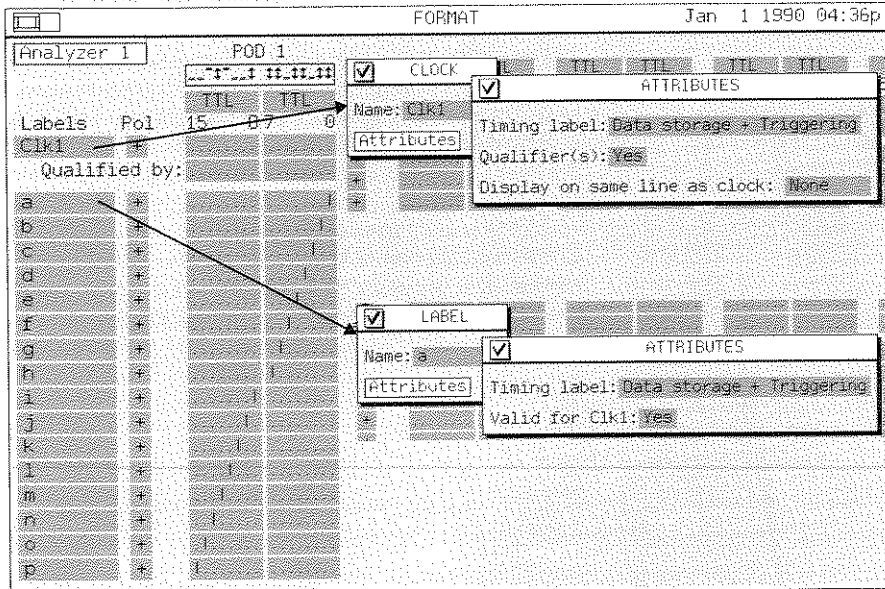 FORMAT
Jan 1 1990 04:36p
Analyzer 1
POD 1
TTL TTL
TTL TTL TTL TTL
Labels Pol 15 8 7 0
Clk1 +
Qualified by:
a +
b +
c +
d +
e +
f +
g +
h +
i +
j +
k +
l +
m +
n +
o +
p +
CLOCK
Name: Clk1
Attributes
ATTRIBUTES
Timing label: Data storage + Triggering
Qualifier(s): Yes
Display on same line as clock: None
LABEL
Name: a
Attributes
ATTRIBUTES
Timing label: Data storage + Triggering
Valid for Clk1: Yes